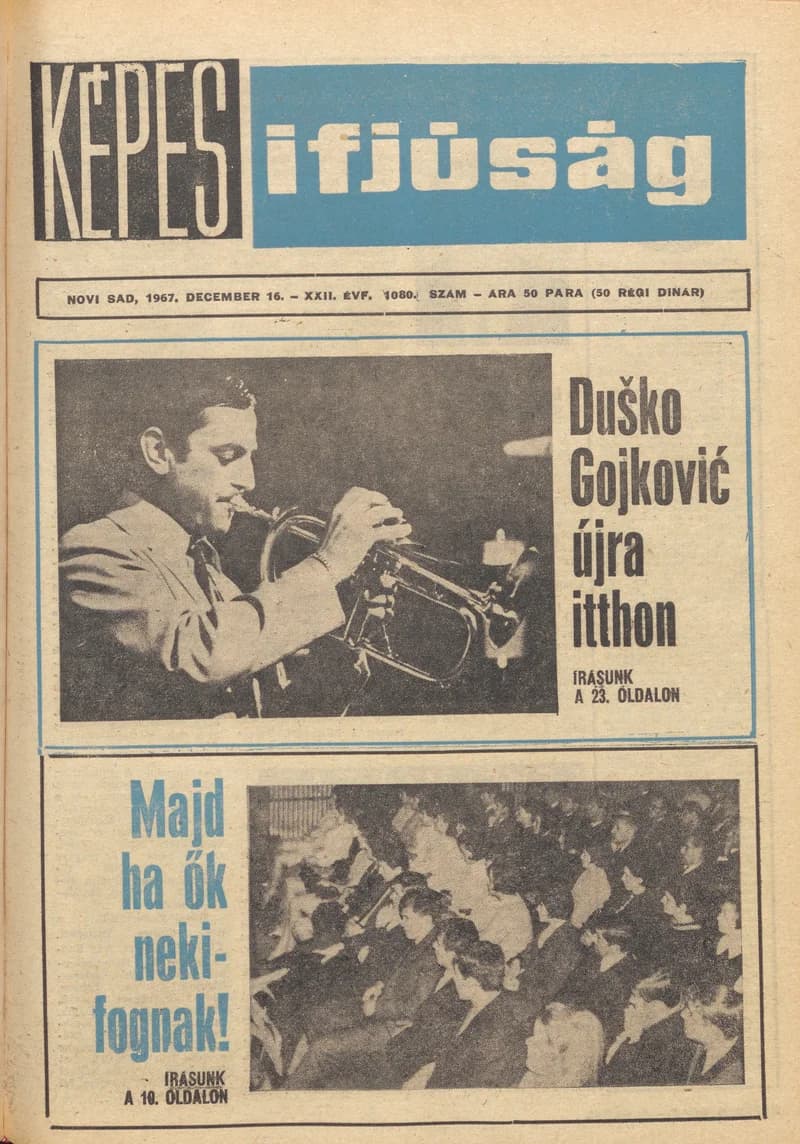 KÉPES
ifjúság
NOVI SAD, 1967. DECEMBER 16. – XXII. ÉVF. 1080. SZÁM – ÁRA 50 PARA (50 RÉGI DINÁR)
Duško
Gojković
újra
itthon
ÍRÁSUNK
A 23. OLDALON
Majd
ha ők
neki-
fognak!
ÍRÁSUNK
A 10. OLDALON